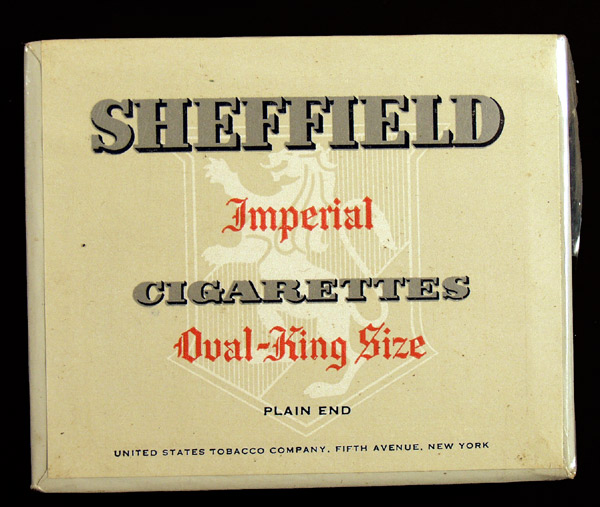 SHEFFIELD
Imperial
CIGARETTES
Oval-King Size
PLAIN END
UNITED STATES TOBACCO COMPANY, FIFTH AVENUE, NEW YORK